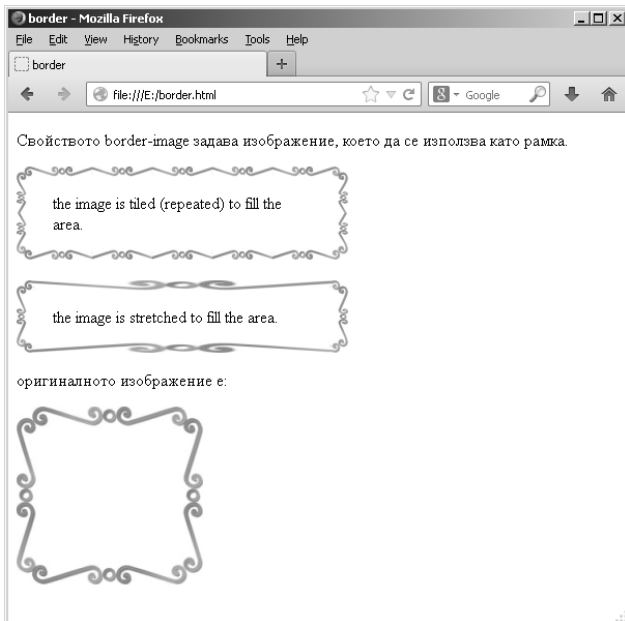 border - Mozilla Firefox
File Edit View History Bookmarks Tools Help
border
file:///E:/border.html
Google
Свойството border-image задава изображение, което да се използва като рамка.
the image is tiled (repeated) to fill the
area.
the image is stretched to fill the area.
оригиналното изображение е: